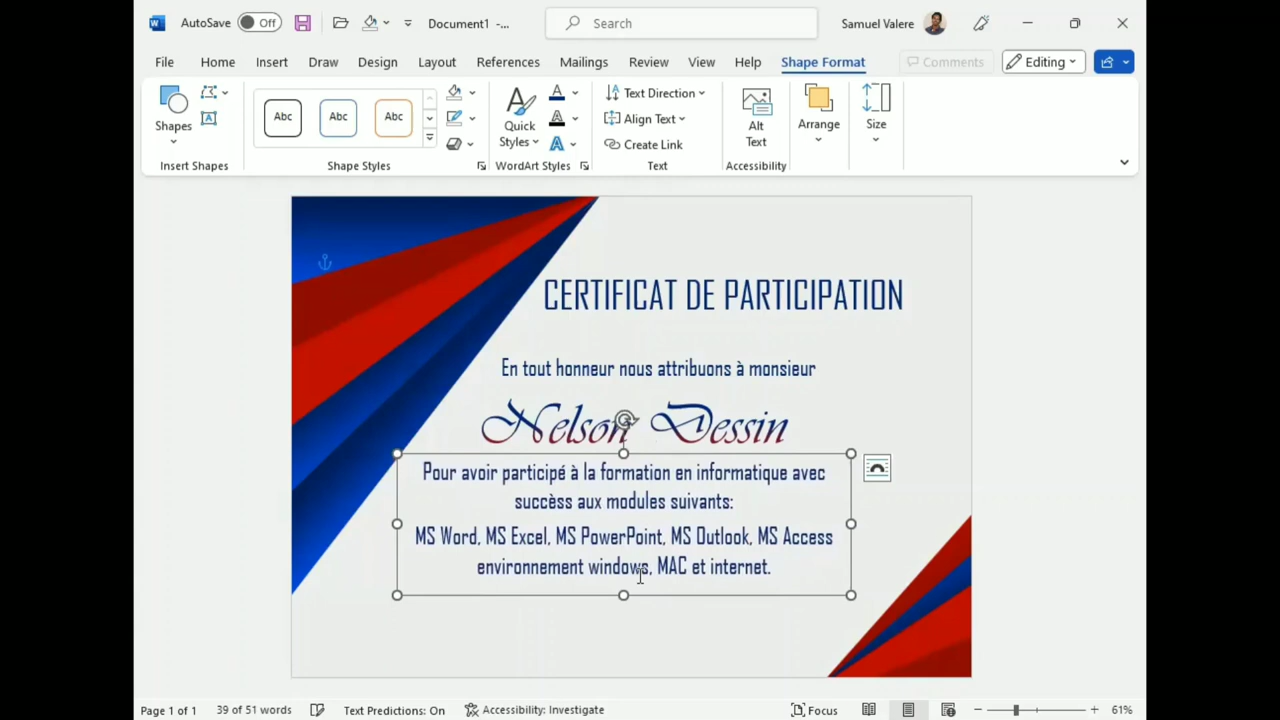 AutoSave Off Document1 -... Search Samuel Valere
File Home Insert Draw Design Layout References Mailings Review View Help Shape Format Comments Editing
Shapes
Insert Shapes
Abc Abc Abc
Shape Styles
Quick Styles
WordArt Styles
Text Direction
Align Text
Create Link
Text
Alt Text
Accessibility
Arrange
Size
CERTIFICAT DE PARTICIPATION
En tout honneur nous attribuons à monsieur
Nelson Dessin
Pour avoir participé à la formation en informatique avec
succèss aux modules suivants:
MS Word, MS Excel, MS PowerPoint, MS Outlook, MS Access
environnement windows, MAC et internet.
Page 1 of 1 39 of 51 words Text Predictions: On Accessibility: Investigate Focus 61%